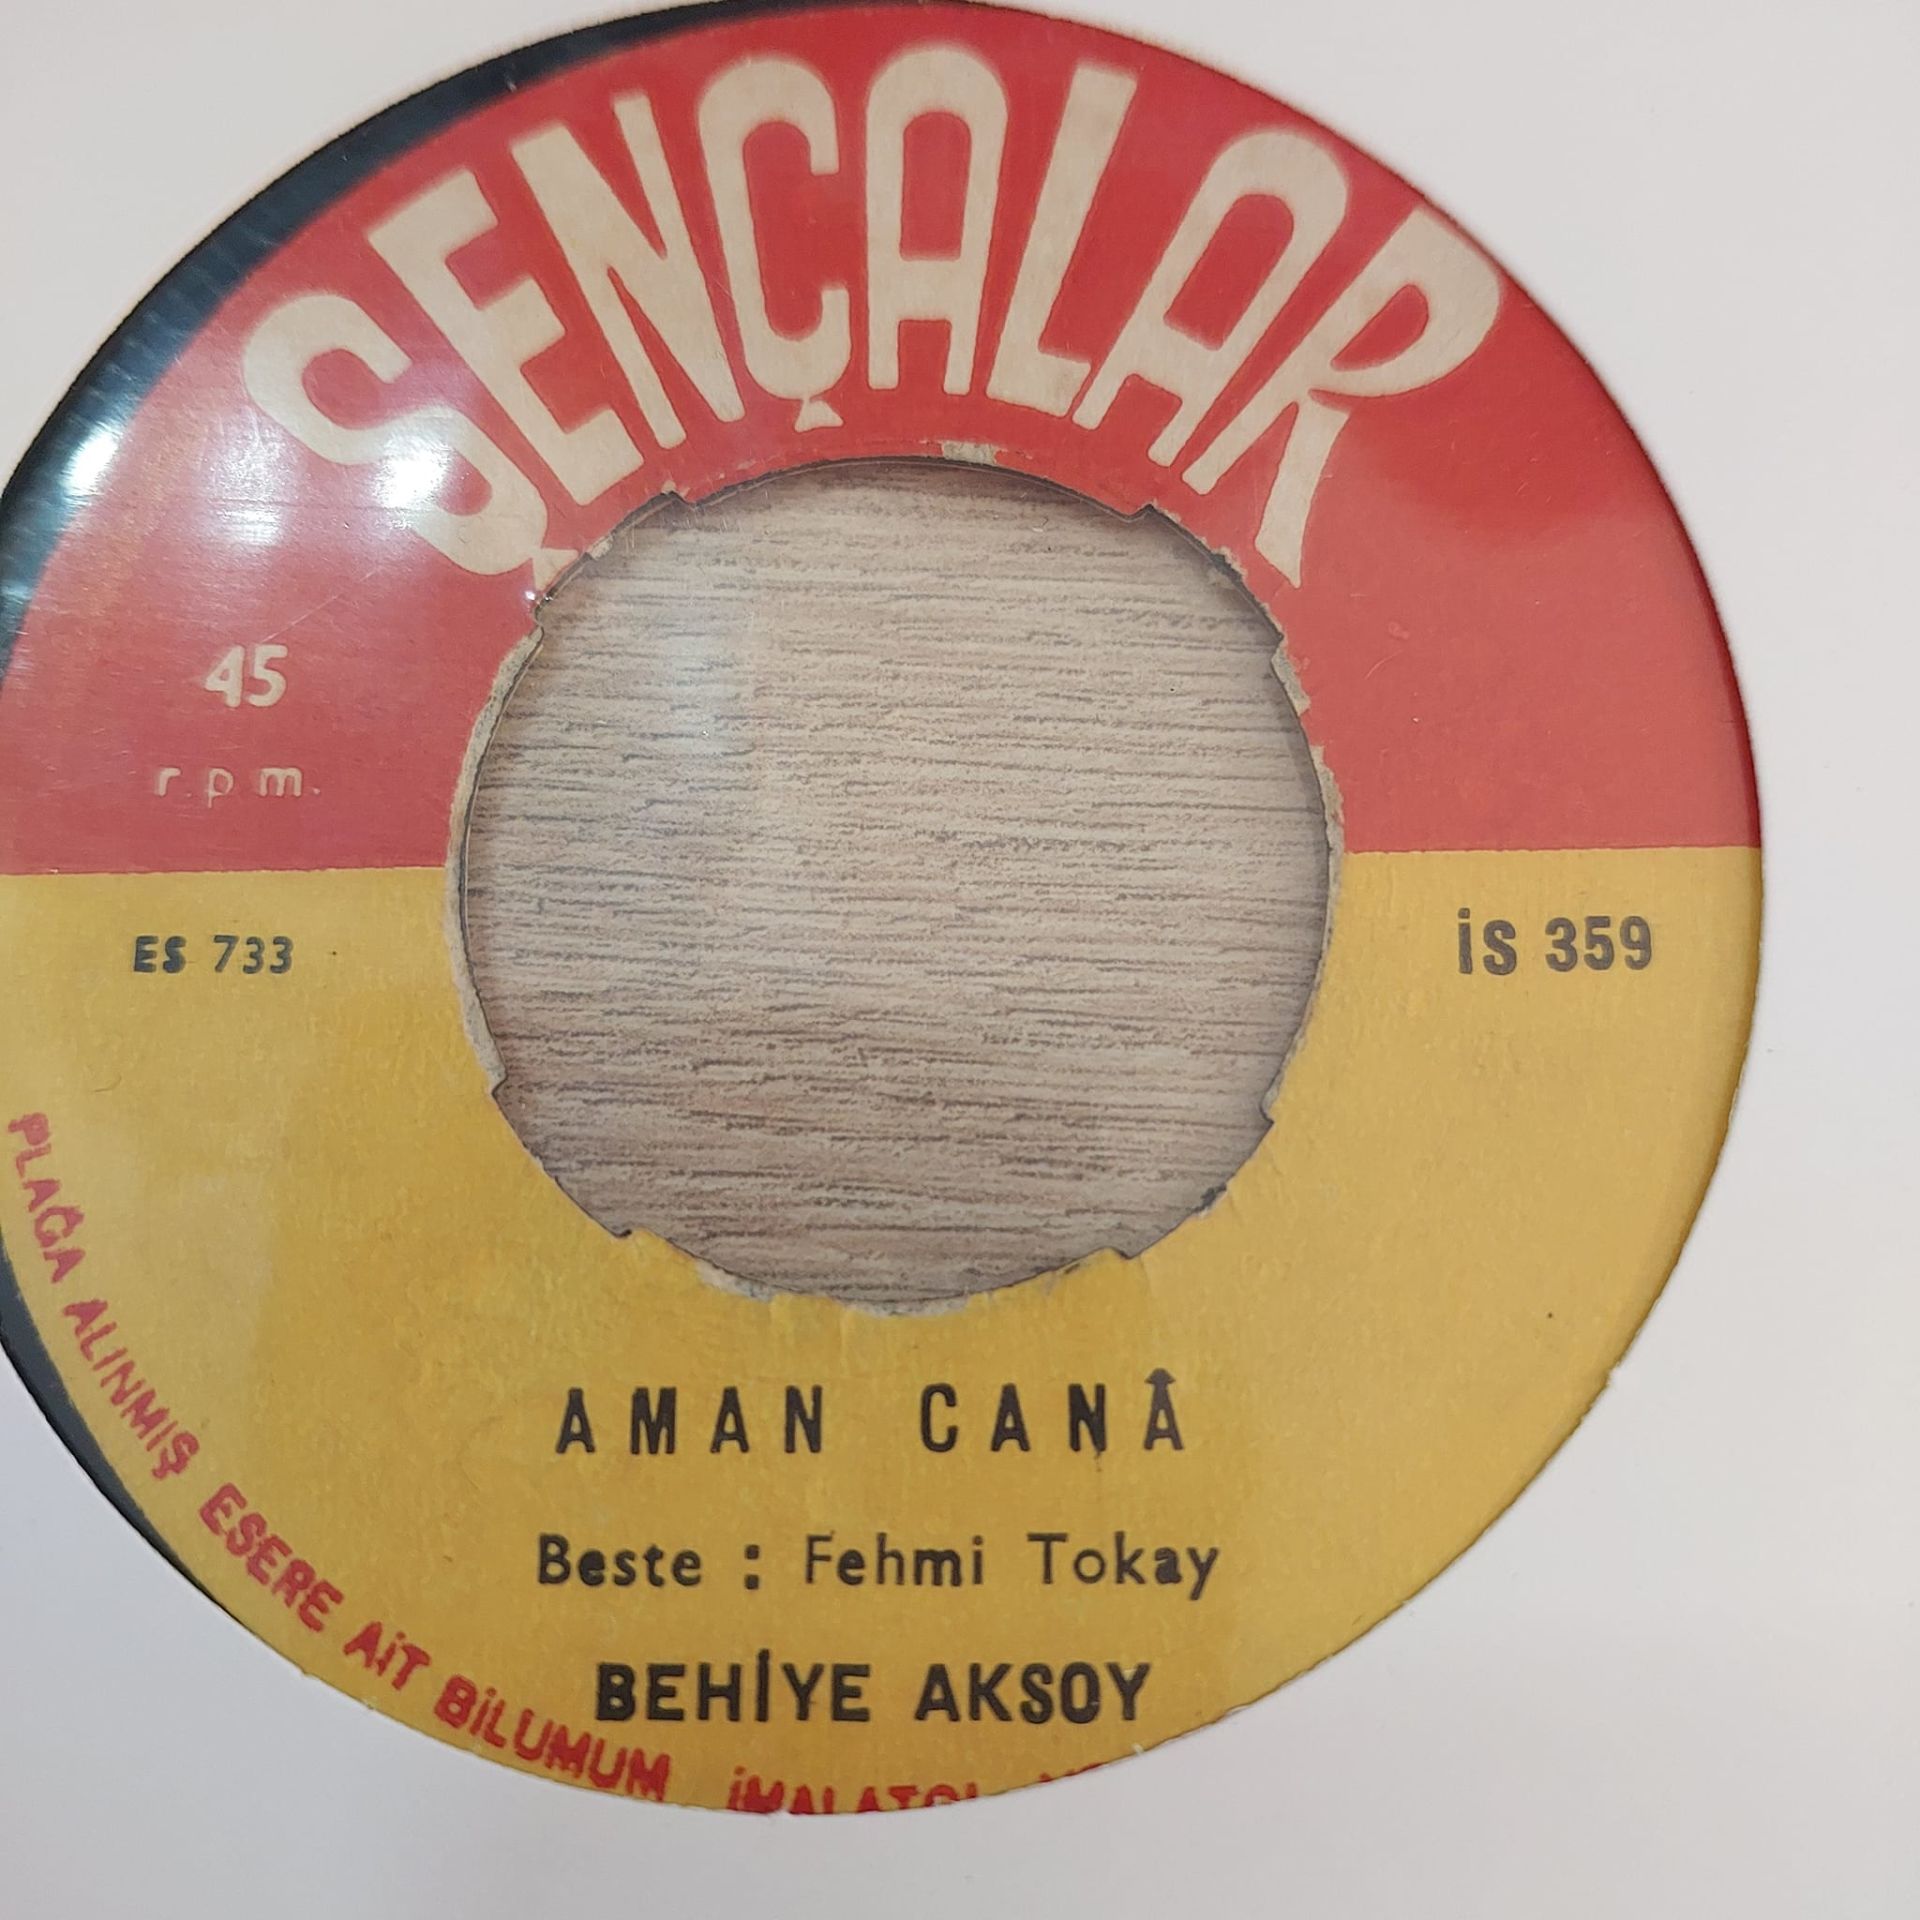 ŞENÇALAR
45
r.p.m.
ES 733
İS 359
AMAN CANÂ
Beste : Fehmi Tokay
BEHİYE AKSOY
PLAĞA ALINMIŞ ESERE AİT BİLUMUM İMALATÇI